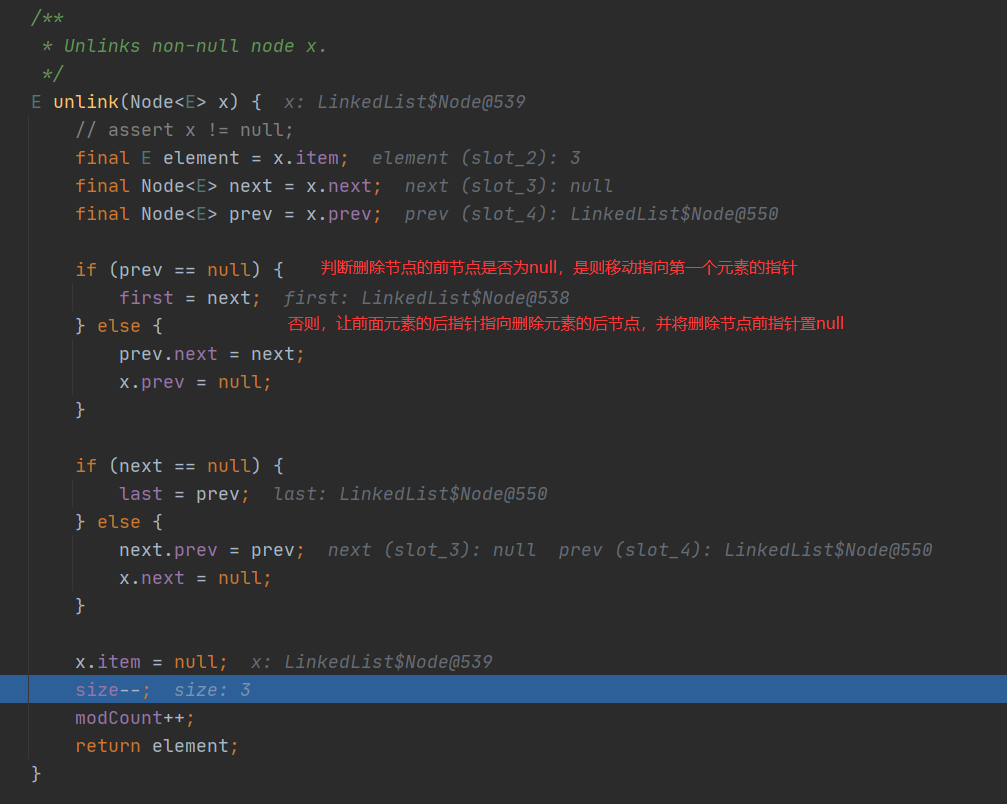 /**
 * Unlinks non-null node x.
 */
E unlink(Node<E> x) {  x: LinkedList$Node@539
    // assert x != null;
    final E element = x.item;  element (slot_2): 3
    final Node<E> next = x.next;  next (slot_3): null
    final Node<E> prev = x.prev;  prev (slot_4): LinkedList$Node@550
    if (prev == null) {  判断删除节点的前节点是否为null，是则移动指向第一个元素的指针
        first = next;  first: LinkedList$Node@538
    } else {  否则，让前面元素的后指针指向删除元素的后节点，并将删除节点前指针置null
        prev.next = next;
        x.prev = null;
    }
    if (next == null) {
        last = prev;  last: LinkedList$Node@550
    } else {
        next.prev = prev;  next (slot_3): null  prev (slot_4): LinkedList$Node@550
        x.next = null;
    }
    x.item = null;  x: LinkedList$Node@539
    size--;  size: 3
    modCount++;
    return element;
}